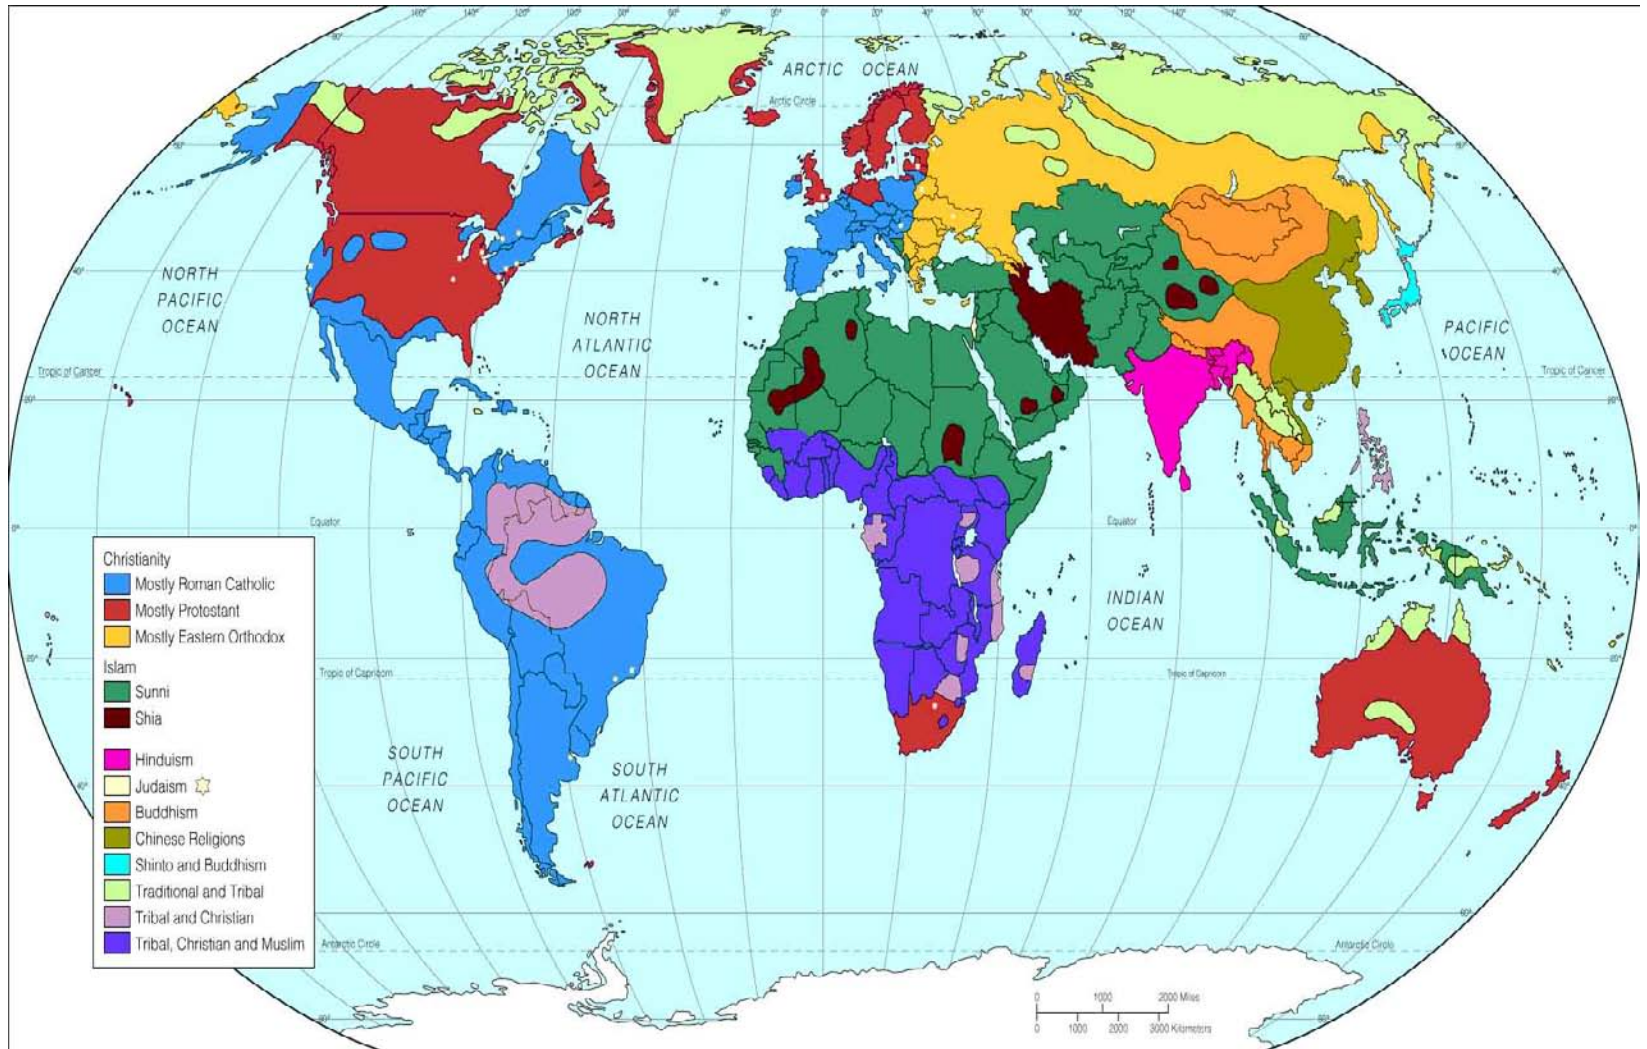 ARCTIC OCEAN
Arctic Circle
NORTH
PACIFIC
OCEAN
NORTH
ATLANTIC
OCEAN
PACIFIC
OCEAN
Tropic of Cancer
Tropic of Cancer
Equator
Equator
INDIAN
OCEAN
Tropic of Capricorn
Tropic of Capricorn
SOUTH
PACIFIC
OCEAN
SOUTH
ATLANTIC
OCEAN
Antarctic Circle
Antarctic Circle
Christianity
Mostly Roman Catholic
Mostly Protestant
Mostly Eastern Orthodox
Islam
Sunni
Shia
Hinduism
Judaism
Buddhism
Chinese Religions
Shinto and Buddhism
Traditional and Tribal
Tribal and Christian
Tribal, Christian and Muslim
0 1000 2000 Miles
0 1000 2000 3000 Kilometers